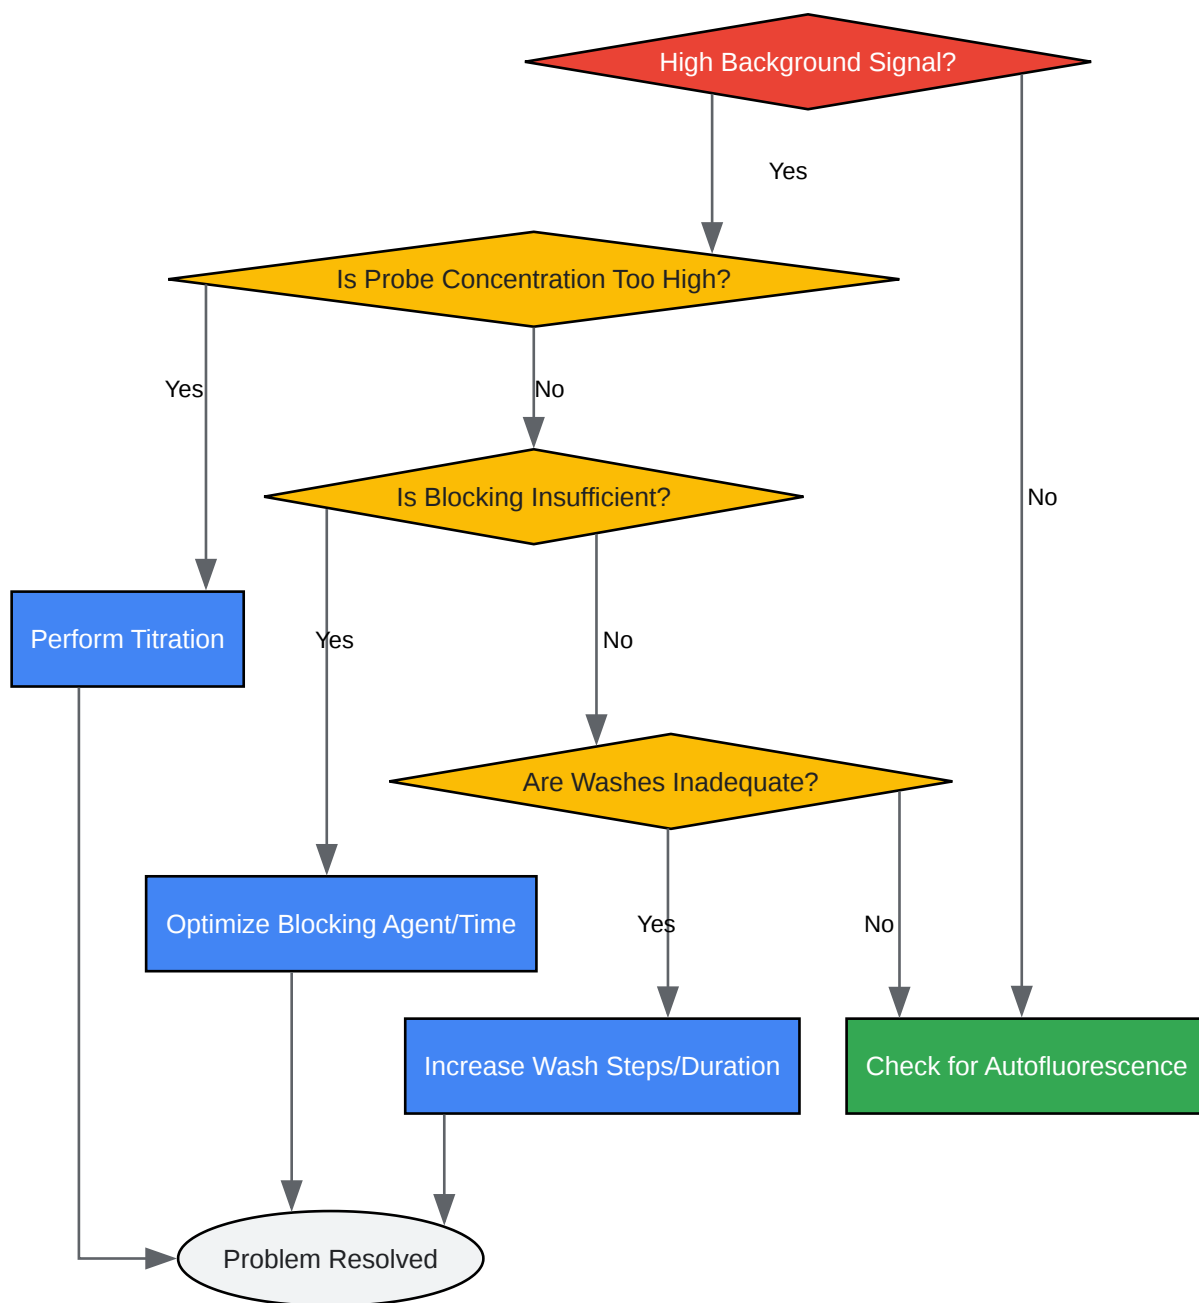 High Background Signal?
Yes
Is Probe Concentration Too High?
Yes
No
Is Blocking Insufficient?
No
Perform Titration
Yes
No
Are Washes Inadequate?
Optimize Blocking Agent/Time
Yes
No
Increase Wash Steps/Duration
Check for Autofluorescence
Problem Resolved